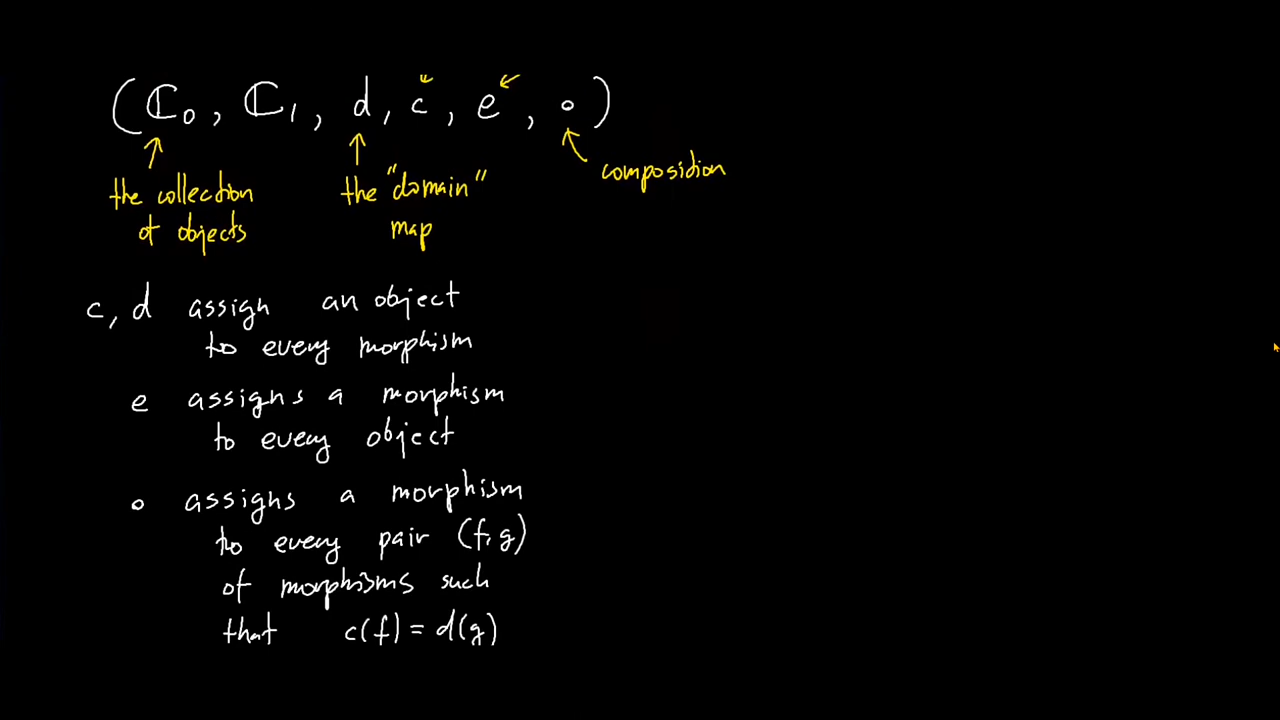 (ℂ₀, ℂ₁, d, c, e, ∘)
the collection of objects
the "domain" map
composition
c, d assign an object
to every morphism
e assigns a morphism
to every object
∘ assigns a morphism
to every pair (f, g)
of morphisms such
that c(f) = d(g)